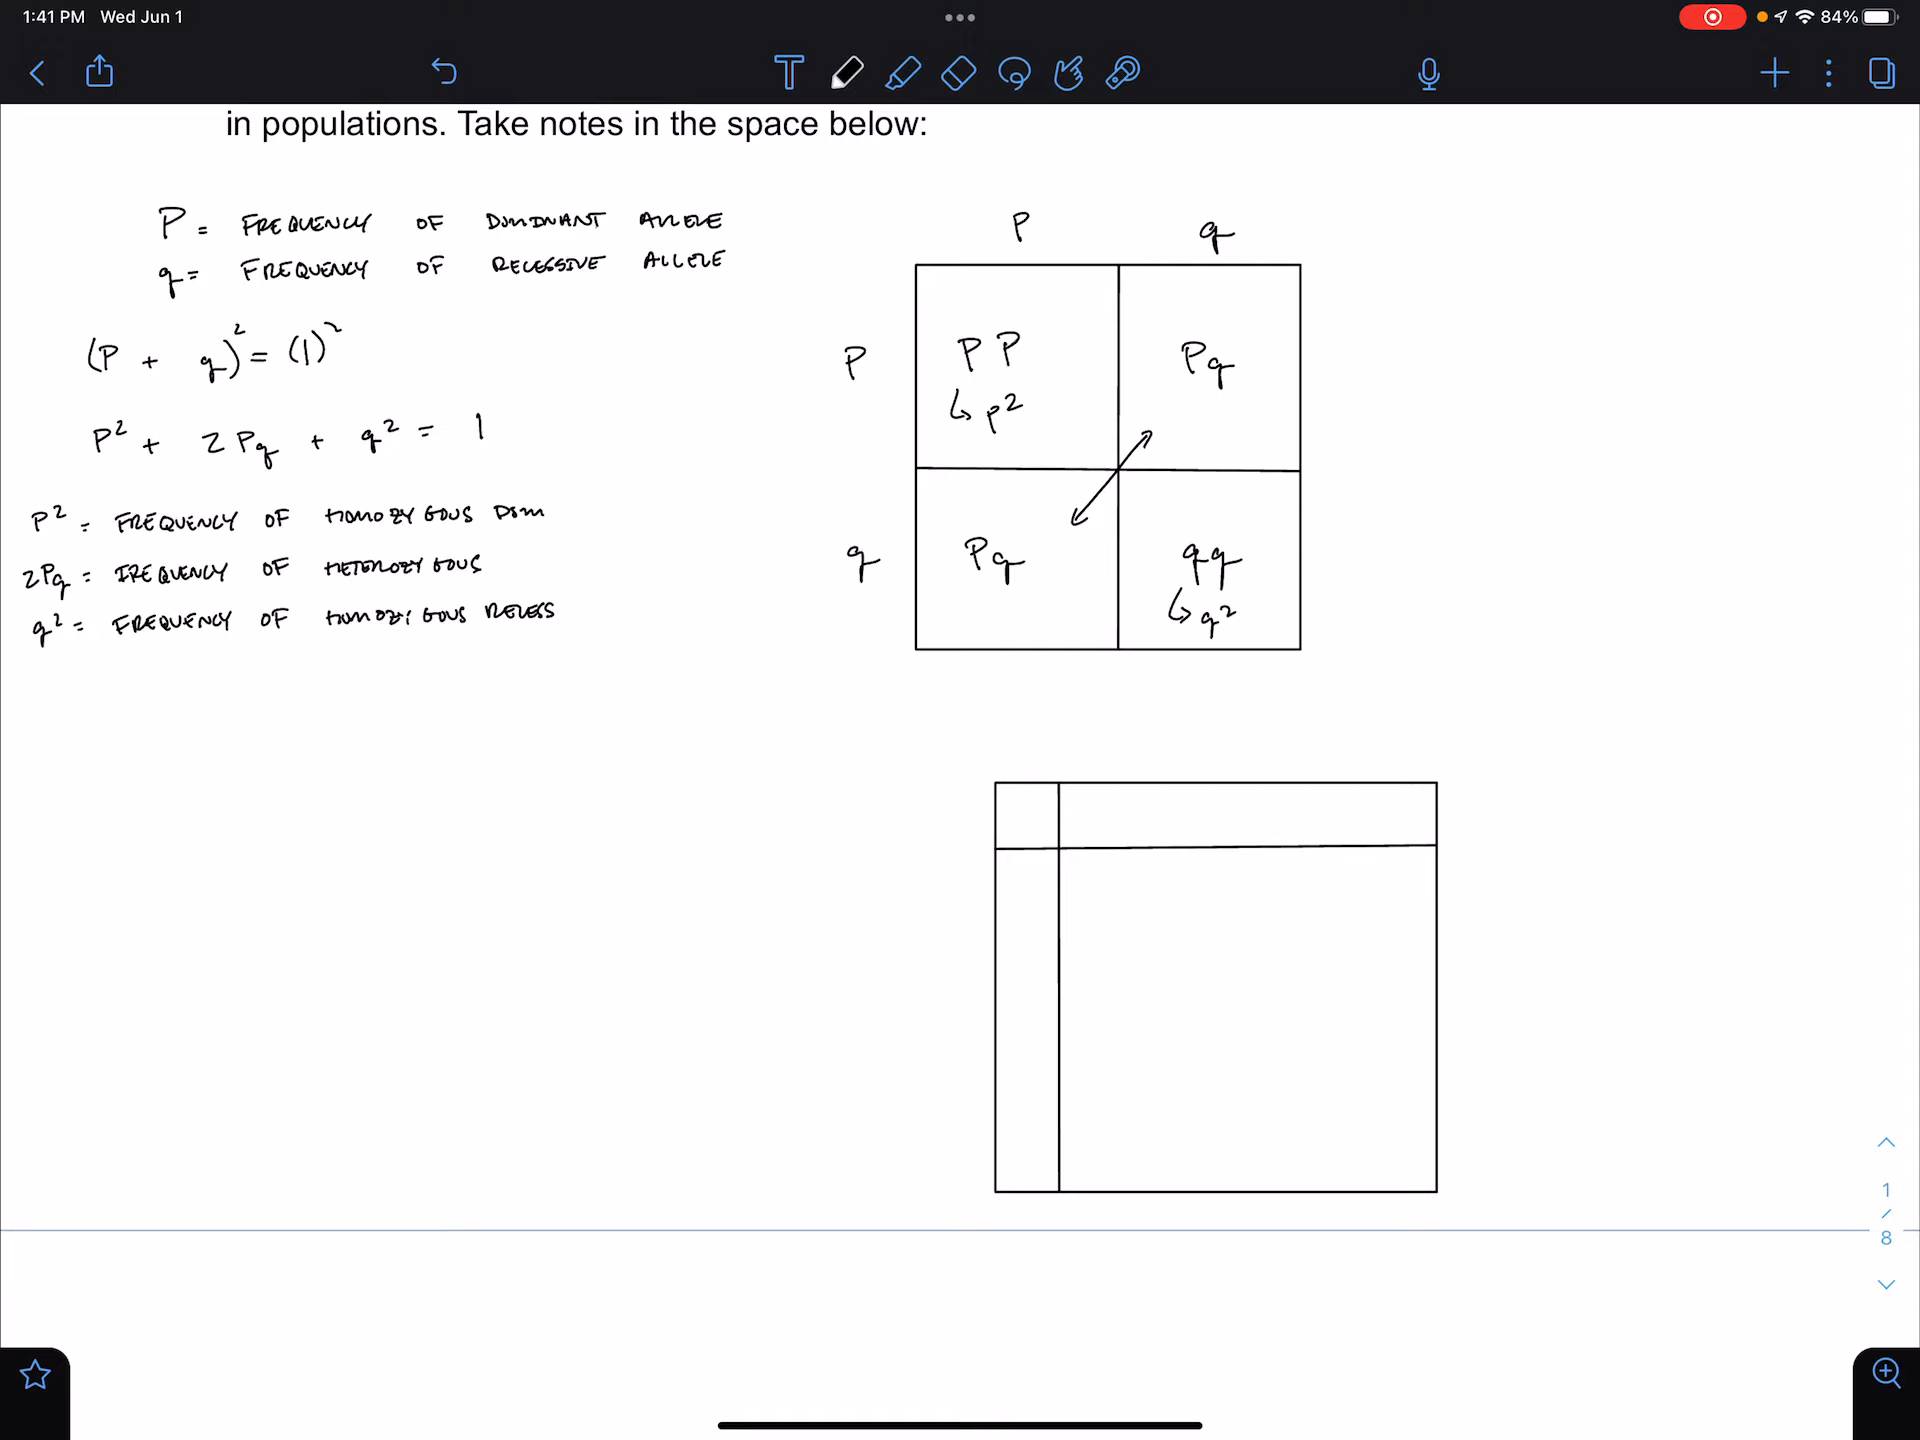 1:41 PM Wed Jun 1
84%
in populations. Take notes in the space below:
P = FREQUENCY OF DOMINANT ALLELE
q = FREQUENCY OF RECESSIVE ALLELE
(P + q)² = (1)²
P² + 2Pq + q² = 1
P² = FREQUENCY OF HOMOZYGOUS DOM
2Pq = FREQUENCY OF HETEROZYGOUS
q² = FREQUENCY OF HOMOZYGOUS RECESS
P q
P PP Pq
↳ p²
q Pq qq
↳ q²
1
/
8